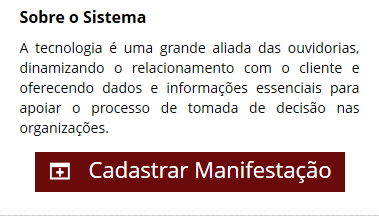 Sobre o Sistema
A tecnologia é uma grande aliada das ouvidorias,
dinamizando o relacionamento com o cliente e
oferecendo dados e informações essenciais para
apoiar o processo de tomada de decisão nas
organizações.
Cadastrar Manifestação